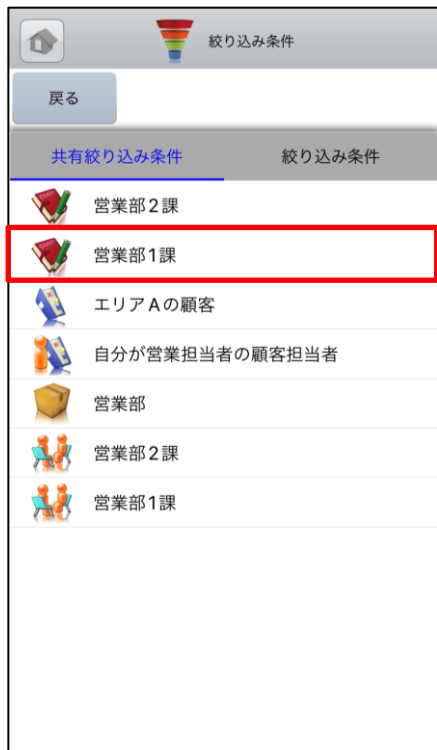 絞り込み条件
戻る
共有絞り込み条件 絞り込み条件
営業部2課
営業部1課
エリアAの顧客
自分が営業担当者の顧客担当者
営業部
営業部2課
営業部1課